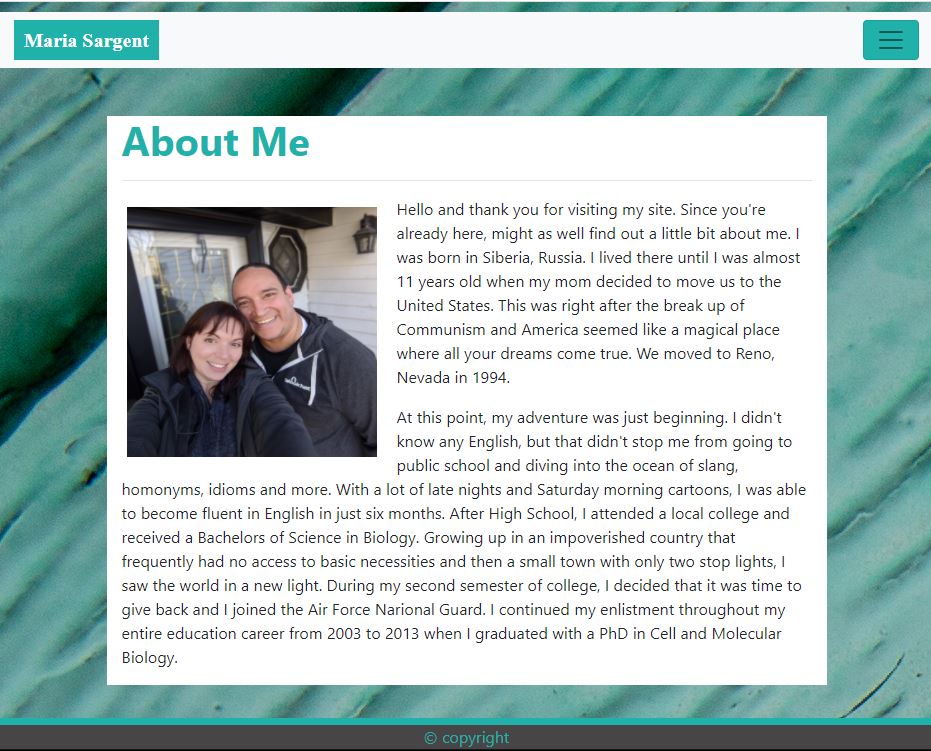 Maria Sargent
About Me
Hello and thank you for visiting my site. Since you're
already here, might as well find out a little bit about me. I
was born in Siberia, Russia. I lived there until I was almost
11 years old when my mom decided to move us to the
United States. This was right after the break up of
Communism and America seemed like a magical place
where all your dreams come true. We moved to Reno,
Nevada in 1994.
At this point, my adventure was just beginning. I didn't
know any English, but that didn't stop me from going to
public school and diving into the ocean of slang,
homonyms, idioms and more. With a lot of late nights and Saturday morning cartoons, I was able
to become fluent in English in just six months. After High School, I attended a local college and
received a Bachelors of Science in Biology. Growing up in an impoverished country that
frequently had no access to basic necessities and then a small town with only two stop lights, I
saw the world in a new light. During my second semester of college, I decided that it was time to
give back and I joined the Air Force Narional Guard. I continued my enlistment throughout my
entire education career from 2003 to 2013 when I graduated with a PhD in Cell and Molecular
Biology.
© copyright